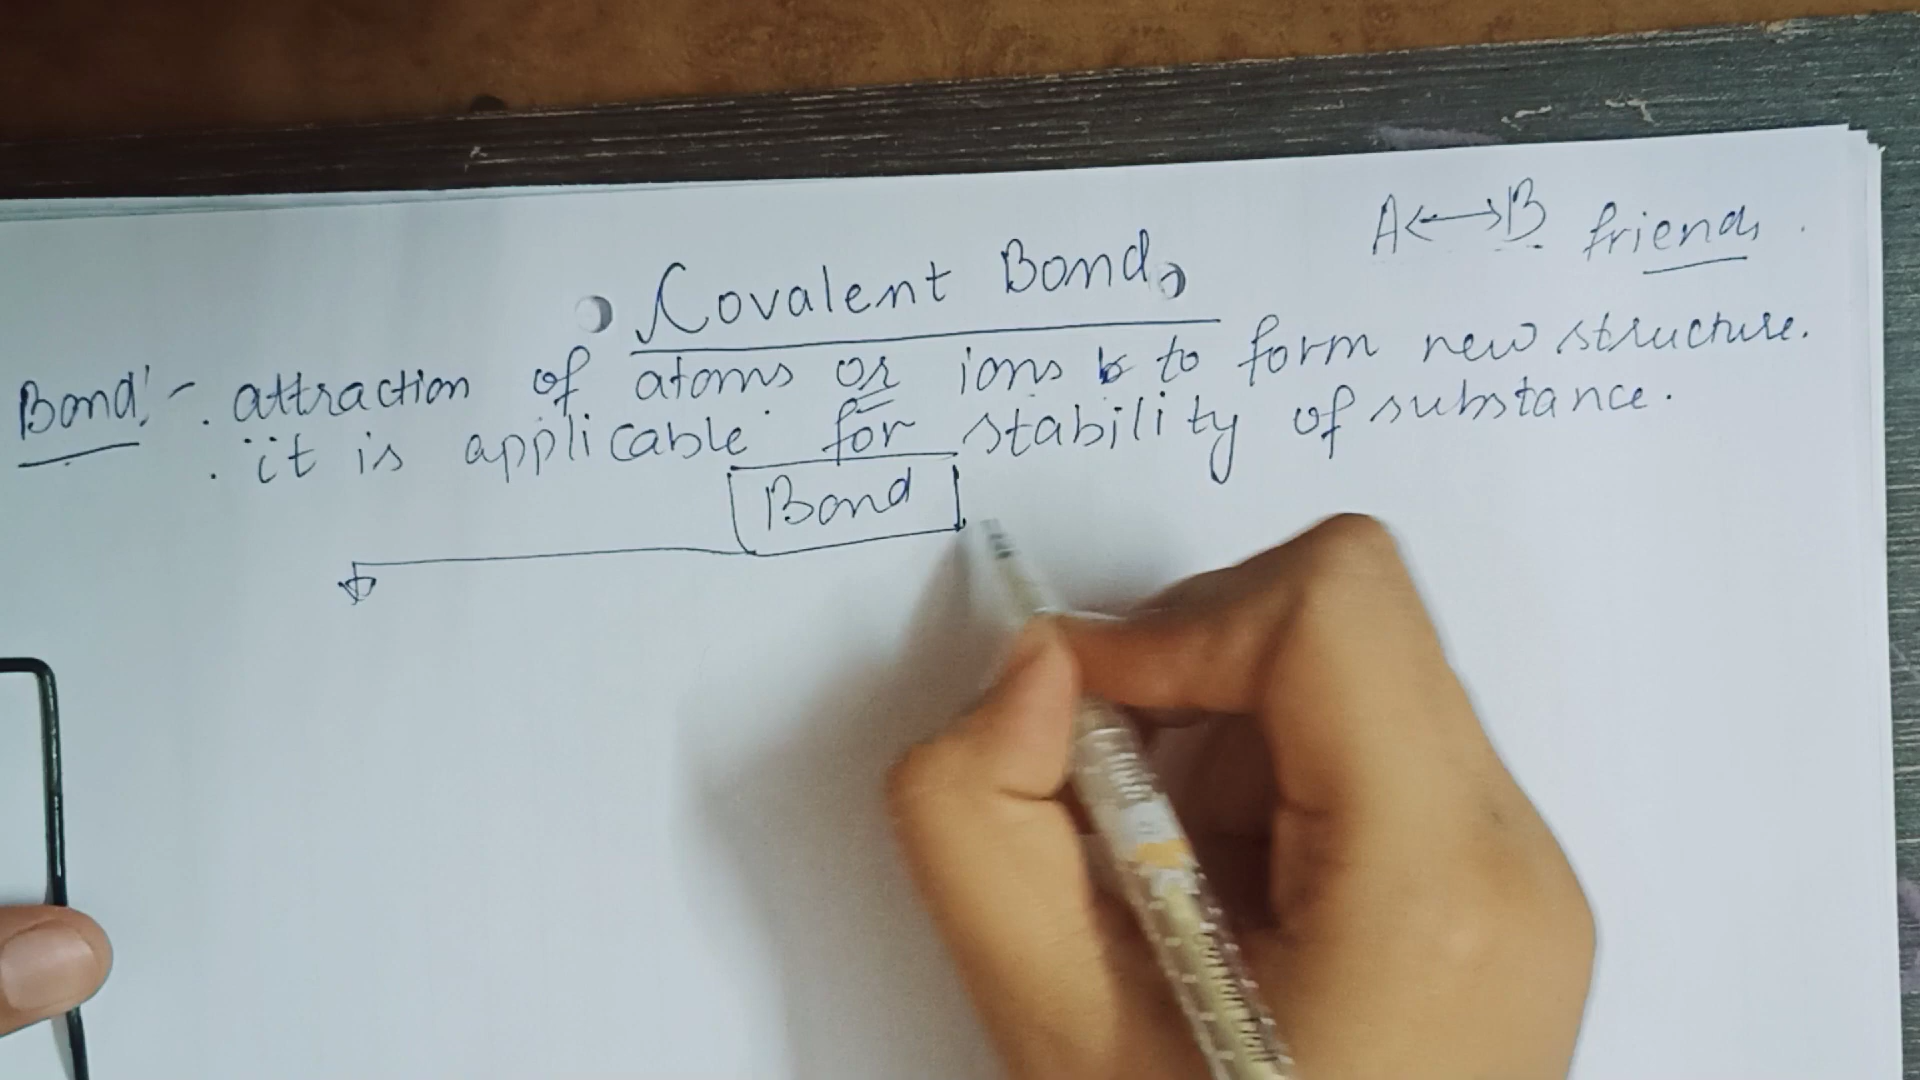 A<->B friends.
Covalent Bond
Bond:- . attraction of atoms or ions to form new structure.
. it is applicable for stability of substance.
Bond